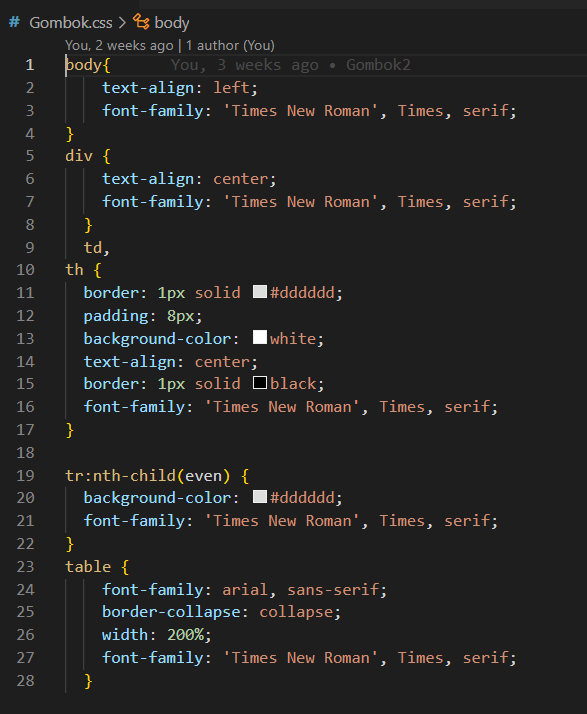 # Gombok.css > body
You, 2 weeks ago | 1 author (You)
1 body{ You, 3 weeks ago • Gombok2
2 text-align: left;
3 font-family: 'Times New Roman', Times, serif;
4 }
5 div {
6 text-align: center;
7 font-family: 'Times New Roman', Times, serif;
8 }
9 td,
10 th {
11 border: 1px solid #dddddd;
12 padding: 8px;
13 background-color: white;
14 text-align: center;
15 border: 1px solid black;
16 font-family: 'Times New Roman', Times, serif;
17 }
18
19 tr:nth-child(even) {
20 background-color: #dddddd;
21 font-family: 'Times New Roman', Times, serif;
22 }
23 table {
24 font-family: arial, sans-serif;
25 border-collapse: collapse;
26 width: 200%;
27 font-family: 'Times New Roman', Times, serif;
28 }